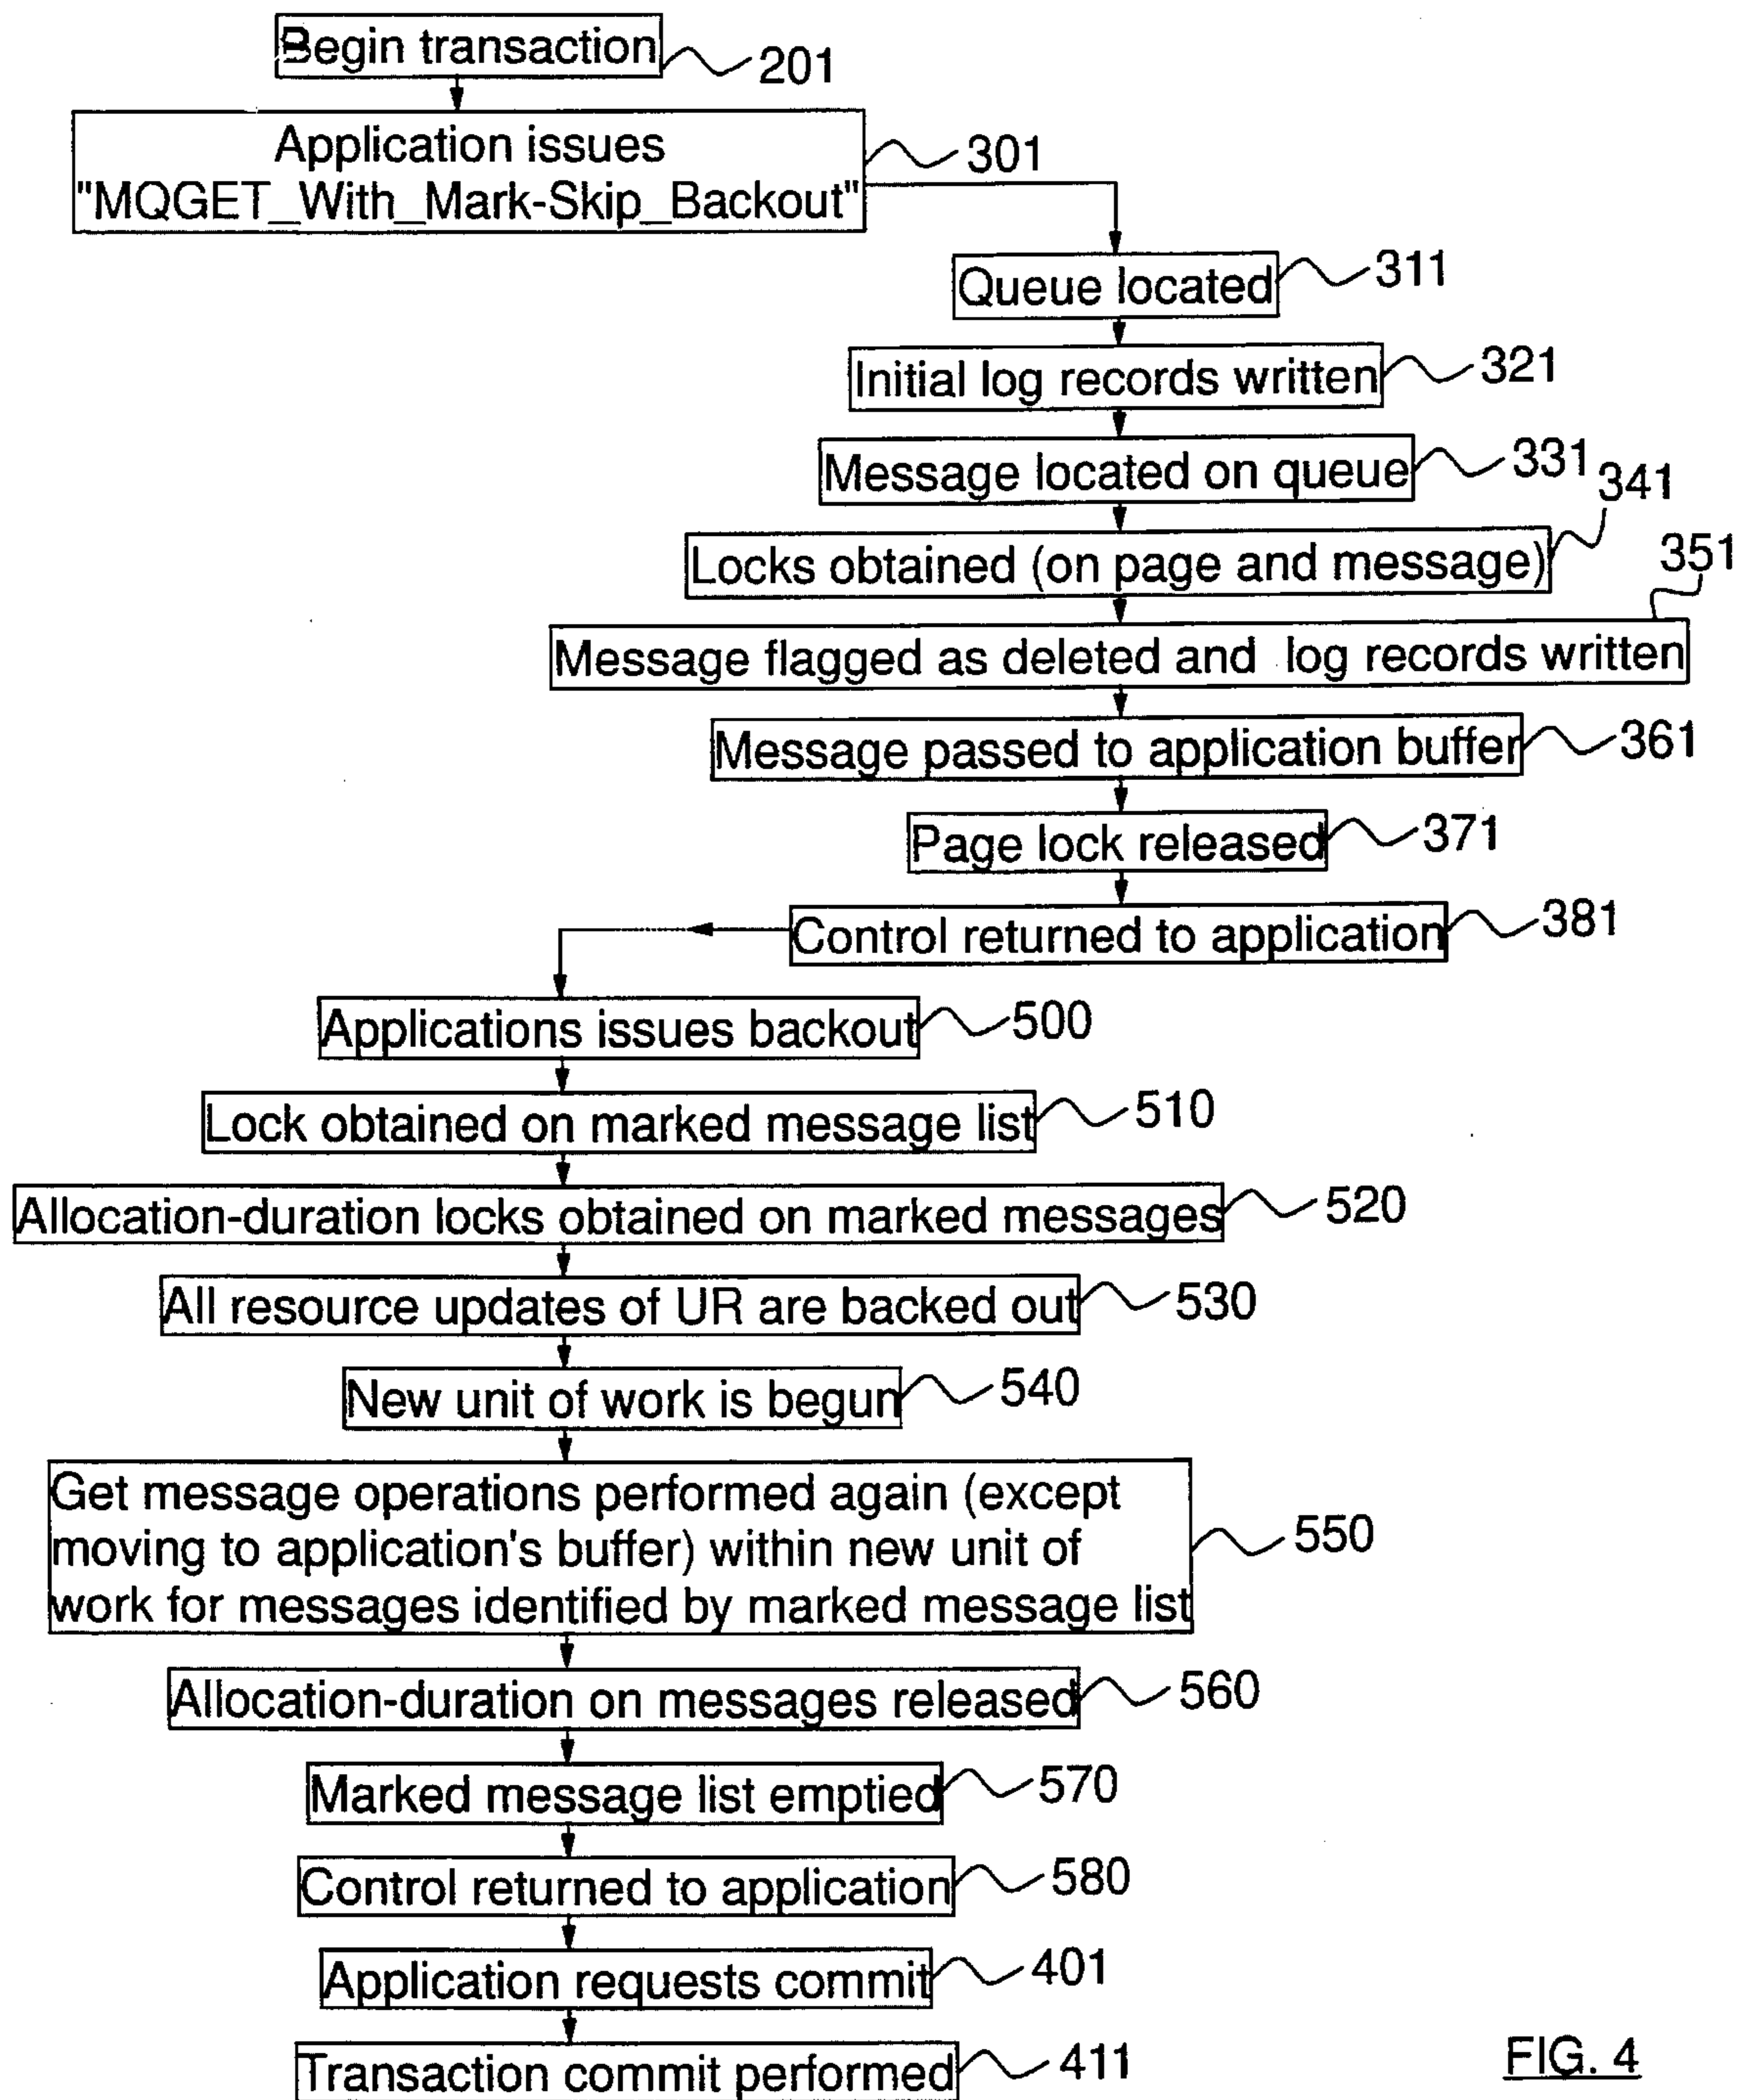 Begin transaction
201
Application issues
301
"MQGET_With_Mark-Skip_Backout"
Queue located
311
Initial log records written
321
Message located on queue
331
341
Locks obtained (on page and message)
351
Message flagged as deleted and log records written
Message passed to application buffer
361
Page lock released
371
Control returned to application
381
Applications issues backout
500
Lock obtained on marked message list
510
Allocation-duration locks obtained on marked messages
520
All resource updates of UR are backed out
530
New unit of work is begun
540
Get message operations performed again (except
moving to application's buffer) within new unit of
550
work for messages identified by marked message list
Allocation-duration on messages released
560
Marked message list emptied
570
Control returned to application
580
Application requests commit
401
Transaction commit performed
411
FIG. 4